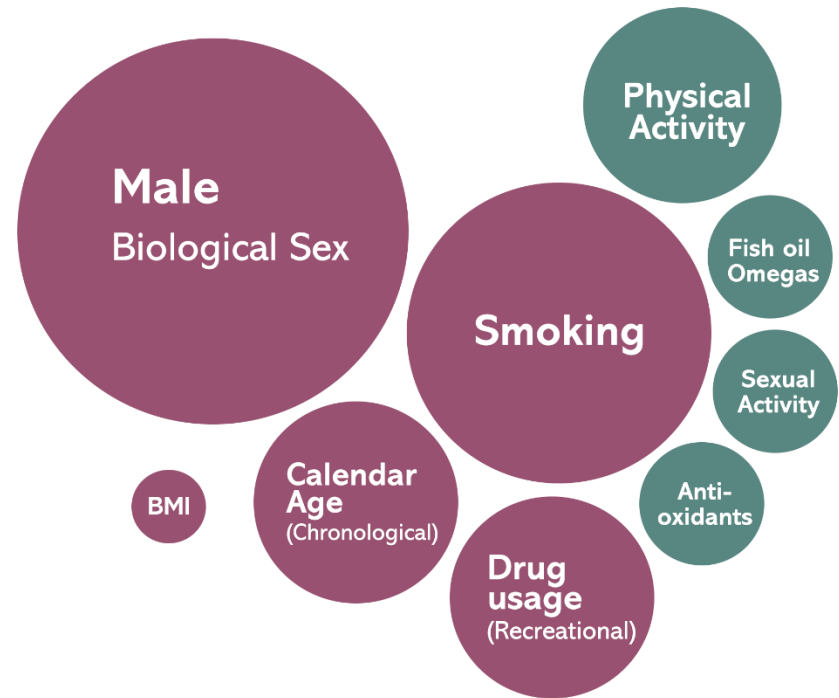 Male
Biological Sex
Physical
Activity
Fish oil
Omegas
Smoking
Sexual
Activity
Calendar
Age
(Chronological)
BMI
Anti-
oxidants
Drug
usage
(Recreational)